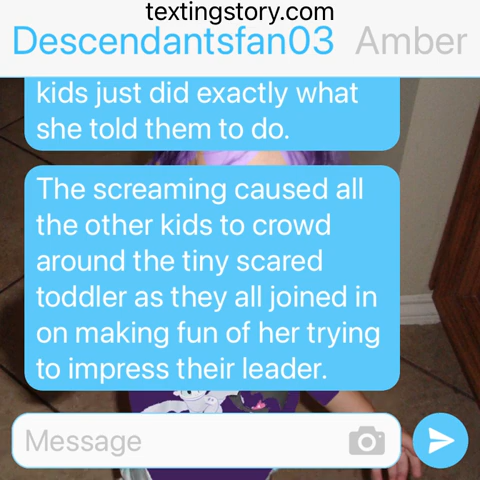 textingstory.com
Descendantsfan03 Amber
kids just did exactly what
she told them to do.
The screaming caused all
the other kids to crowd
around the tiny scared
toddler as they all joined in
on making fun of her trying
to impress their leader.
Message